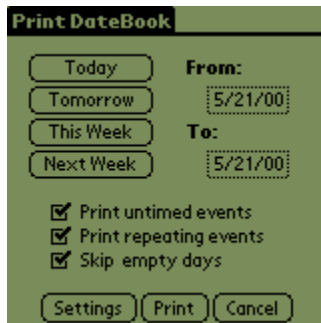 Print DateBook
Today From:
Tomorrow 5/21/00
This Week To:
Next Week 5/21/00
Print untimed events
Print repeating events
Skip empty days
Settings Print Cancel